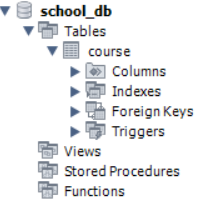 school_db
Tables
course
Columns
Indexes
Foreign Keys
Triggers
Views
Stored Procedures
Functions